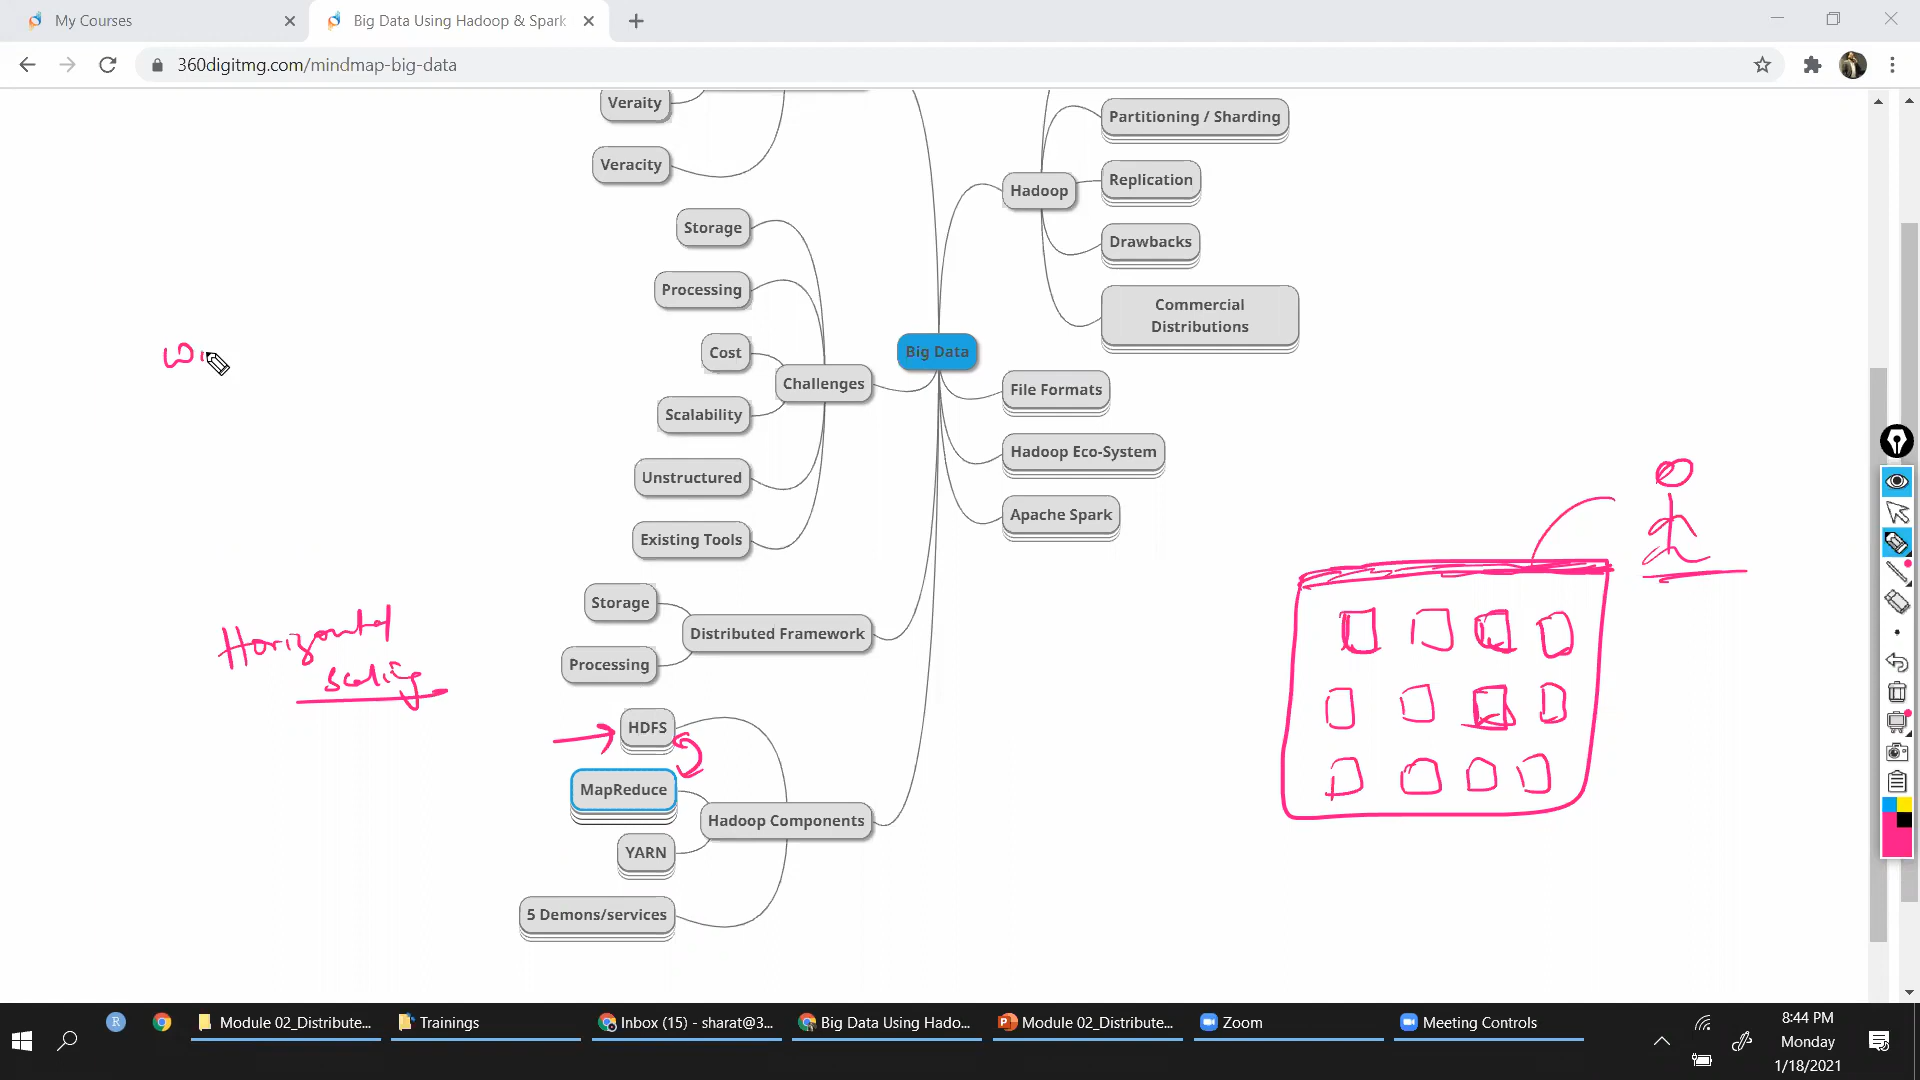 My Courses
Big Data Using Hadoop & Spark
360digitmg.com/mindmap-big-data
Veraity
Veracity
Storage
Processing
Cost
Challenges
Scalability
Unstructured
Existing Tools
Storage
Distributed Framework
Processing
HDFS
MapReduce
Hadoop Components
YARN
5 Demons/services
Big Data
Partitioning / Sharding
Hadoop
Replication
Drawbacks
Commercial
Distributions
File Formats
Hadoop Eco-System
Apache Spark
Horizontal
scaling
R
Module 02_Distribute...
Trainings
Inbox (15) - sharat@3...
Big Data Using Hado...
Module 02_Distribute...
Zoom
Meeting Controls
8:44 PM
Monday
1/18/2021